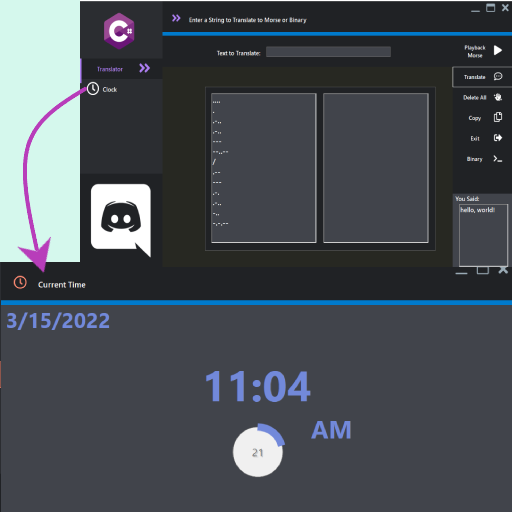 C#
Enter a String to Translate to Morse or Binary
Text to Translate:
Playback
Morse
Translator
Translate
Clock
Delete All
Copy
Exit
Binary
....
.
.-..
.-..
---
--..--
/
.--
---
.-.
.-..
-..
-.-.--
You Said:
hello, world!
Current Time
3/15/2022
11:04
AM
21